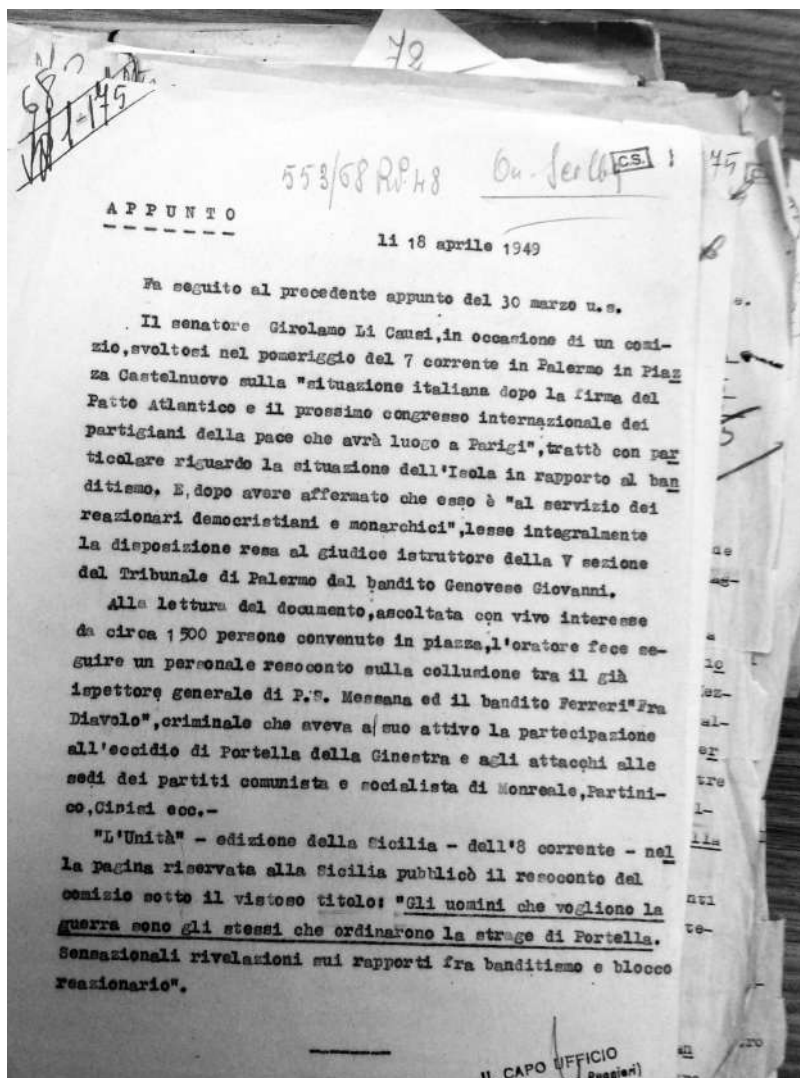 72
68
1-175
553/68 RP.48
On. Scelba
C.S.
75
A P P U N T O
li 18 aprile 1949
Fa seguito al precedente appunto del 30 marzo u.s.
Il senatore Girolamo Li Causi,in occasione di un comi-
zio,svoltosi nel pomeriggio del 7 corrente in Palermo in Piaz
za Castelnuovo sulla "situazione italiana dopo la firma del
Patto Atlantico e il prossimo congresso internazionale dei
partigiani della pace che avrà luogo a Parigi",trattò con par
ticolare riguardo la situazione dell'Isola in rapporto al ban
ditismo. E,dopo avere affermato che esso è "al servizio dei
reazionari democristiani e monarchici",lesse integralmente
la disposizione resa al giudice istruttore della V sezione
del Tribunale di Palermo dal bandito Genovese Giovanni.
Alla lettura del documento,ascoltata con vivo interesse
da circa 1500 persone convenute in piazza,l'oratore fece se-
guire un personale resoconto sulla collusione tra il già
ispettore generale di P.S. Messana ed il bandito Ferreri"Fra
Diavolo",criminale che aveva a suo attivo la partecipazione
all'eccidio di Portella della Ginestra e agli attacchi alle
sedi dei partiti comunista e socialista di Monreale,Partini-
co,Cinisi ecc.-
"L'Unità" - edizione della Sicilia - dell'8 corrente - nel
la pagina riservata alla Sicilia pubblicò il resoconto del
comizio sotto il vistoso titolo: "Gli uomini che vogliono la
guerra sono gli stessi che ordinarono la strage di Portella.
Sensazionali rivelazioni sui rapporti fra banditismo e blocco
reazionario".
IL CAPO UFFICIO